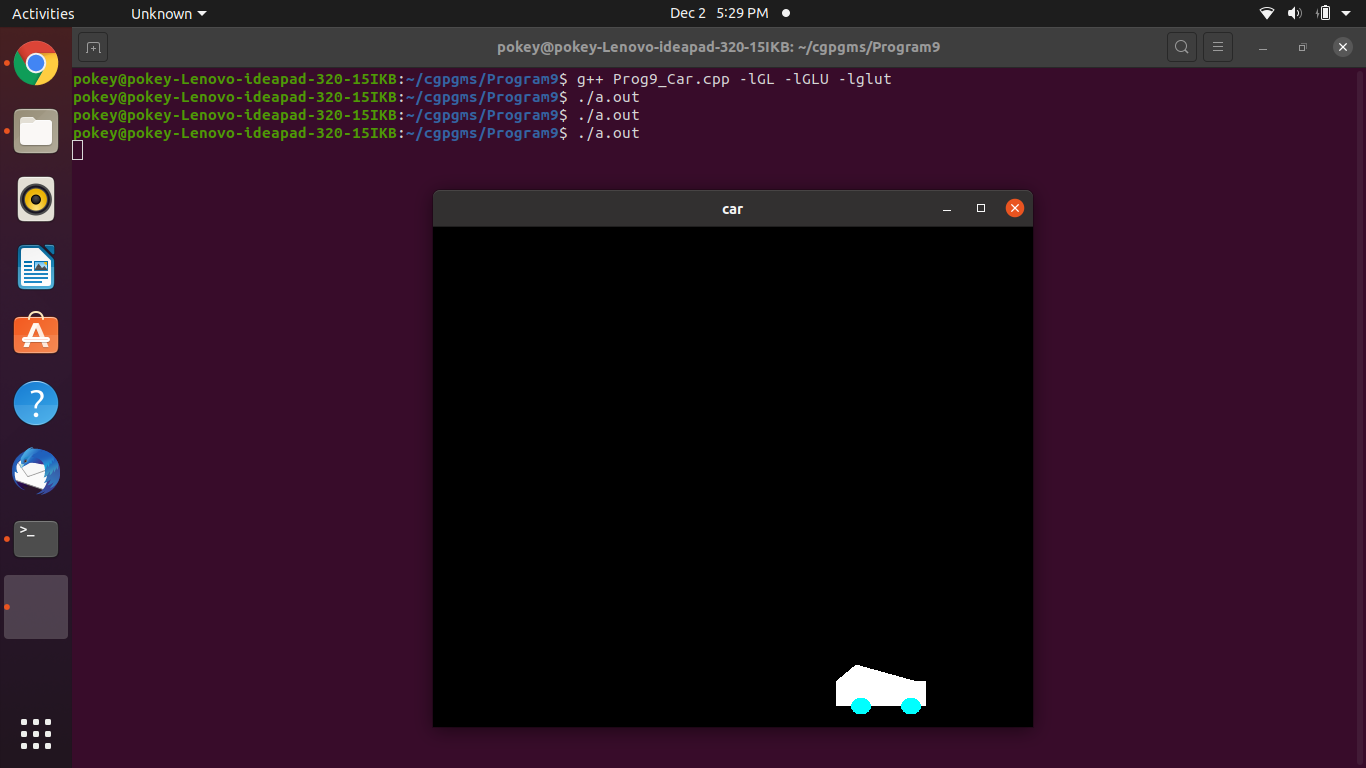 Activities Unknown Dec 2 5:29 PM
pokey@pokey-Lenovo-ideapad-320-15IKB: ~/cgpgms/Program9
pokey@pokey-Lenovo-ideapad-320-15IKB:~/cgpgms/Program9$ g++ Prog9_Car.cpp -lGL -lGLU -lglut
pokey@pokey-Lenovo-ideapad-320-15IKB:~/cgpgms/Program9$ ./a.out
pokey@pokey-Lenovo-ideapad-320-15IKB:~/cgpgms/Program9$ ./a.out
pokey@pokey-Lenovo-ideapad-320-15IKB:~/cgpgms/Program9$ ./a.out
car